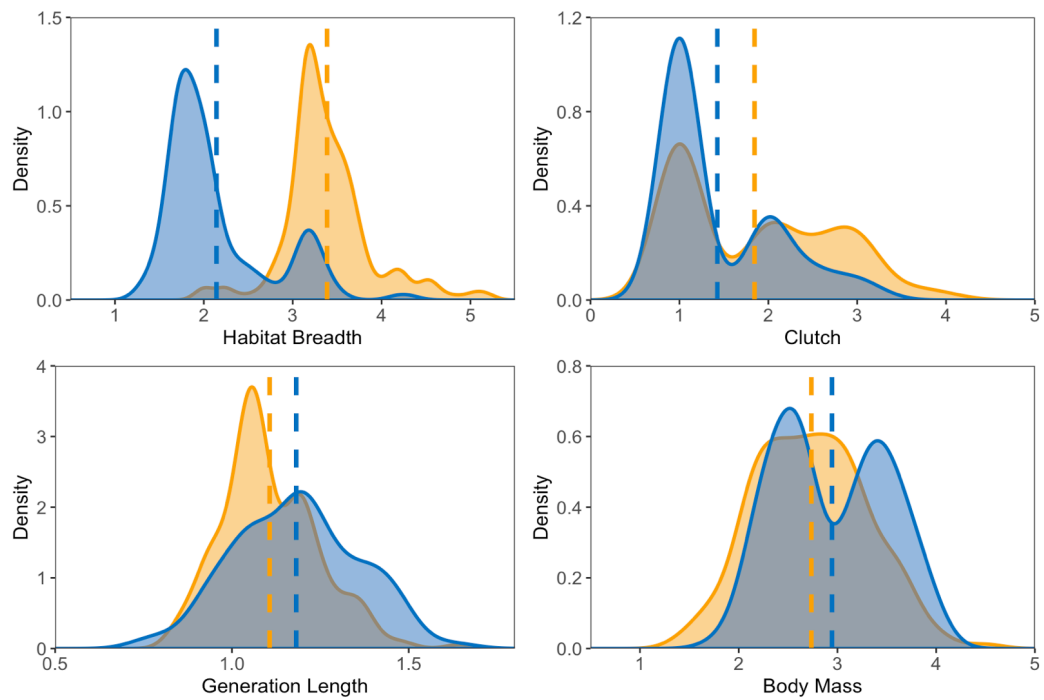 1.5
1.0
0.5
0.0
Density
1 2 3 4 5
Habitat Breadth
1.2
0.8
0.4
0.0
Density
0 1 2 3 4 5
Clutch
4
3
2
1
0
Density
0.5 1.0 1.5
Generation Length
0.8
0.6
0.4
0.2
0.0
Density
1 2 3 4 5
Body Mass